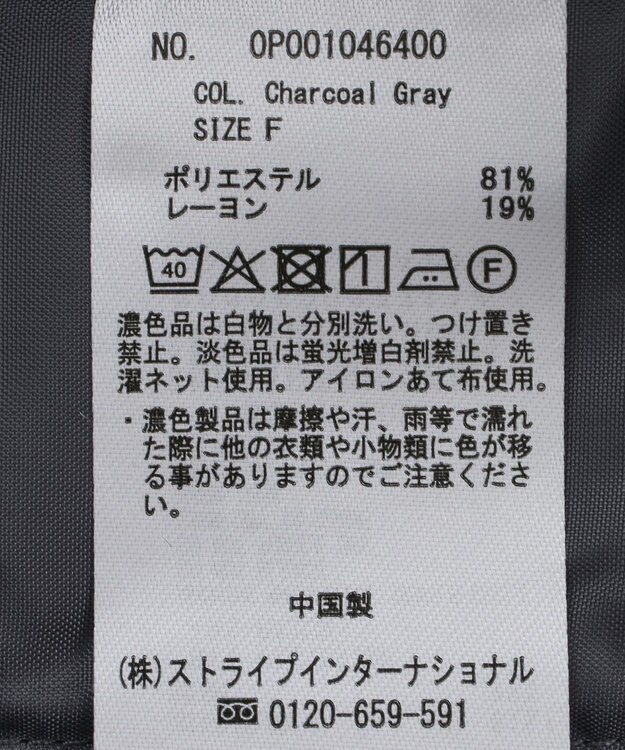 NO. 0P001046400
COL. Charcoal Gray
SIZE F
ポリエステル 81%
レーヨン 19%
40 F
濃色品は白物と分別洗い。つけ置き
禁止。淡色品は蛍光増白剤禁止。洗
濯ネット使用。アイロンあて布使用。
・濃色製品は摩擦や汗、雨等で濡れ
た際に他の衣類や小物類に色が移
る事がありますのでご注意くださ
い。
中国製
(株)ストライプインターナショナル
0120-659-591